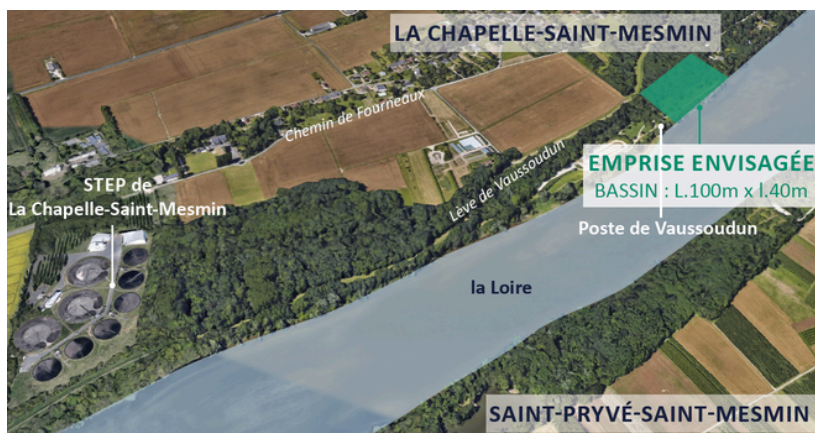 LA CHAPELLE-SAINT-MESMIN
Chemin de Fourneaux
EMPRISE ENVISAGÉE
BASSIN : L.100m x l.40m
STEP de
La Chapelle-Saint-Mesmin
Lève de Vaussoudun
Poste de Vaussoudun
la Loire
SAINT-PRYVÉ-SAINT-MESMIN